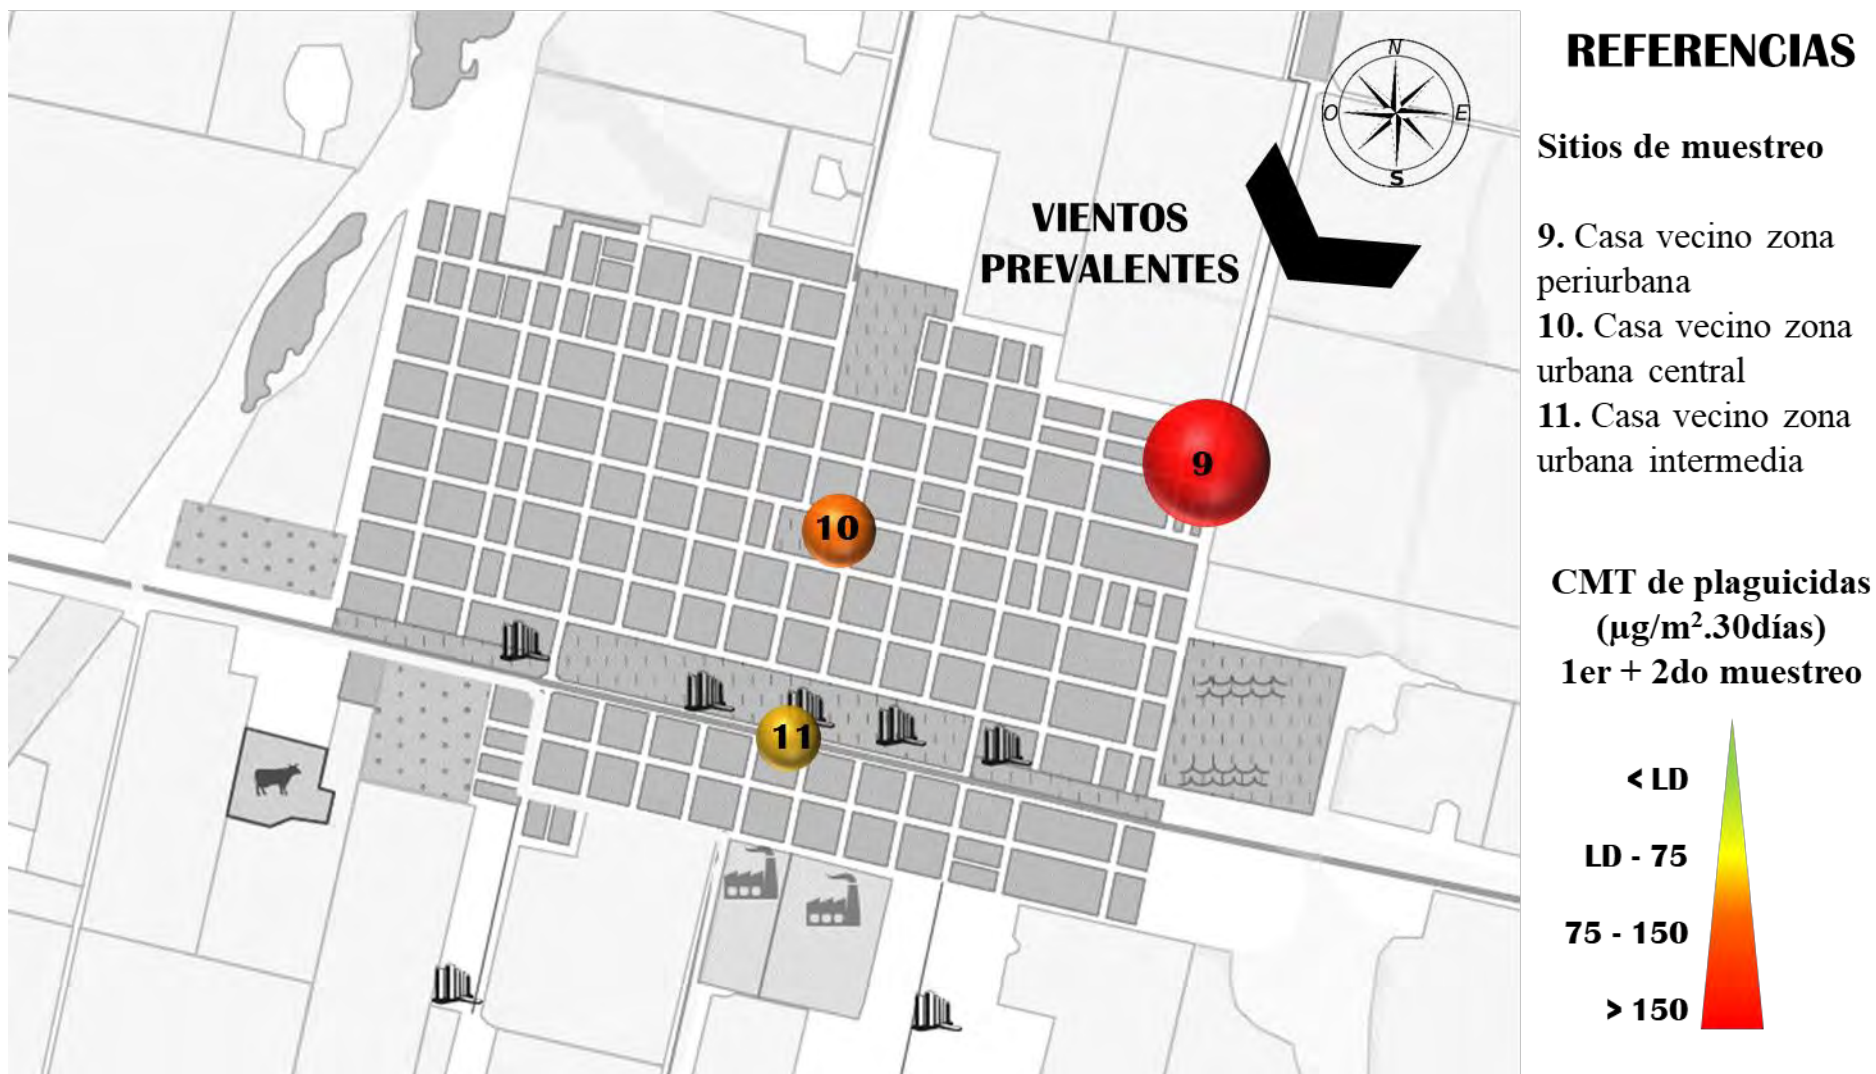 N
O
E
S
VIENTOS
PREVALENTES
9
10
11
REFERENCIAS
Sitios de muestreo
9. Casa vecino zona
periurbana
10. Casa vecino zona
urbana central
11. Casa vecino zona
urbana intermedia
CMT de plaguicidas
(µg/m².30días)
1er + 2do muestreo
< LD
LD - 75
75 - 150
> 150